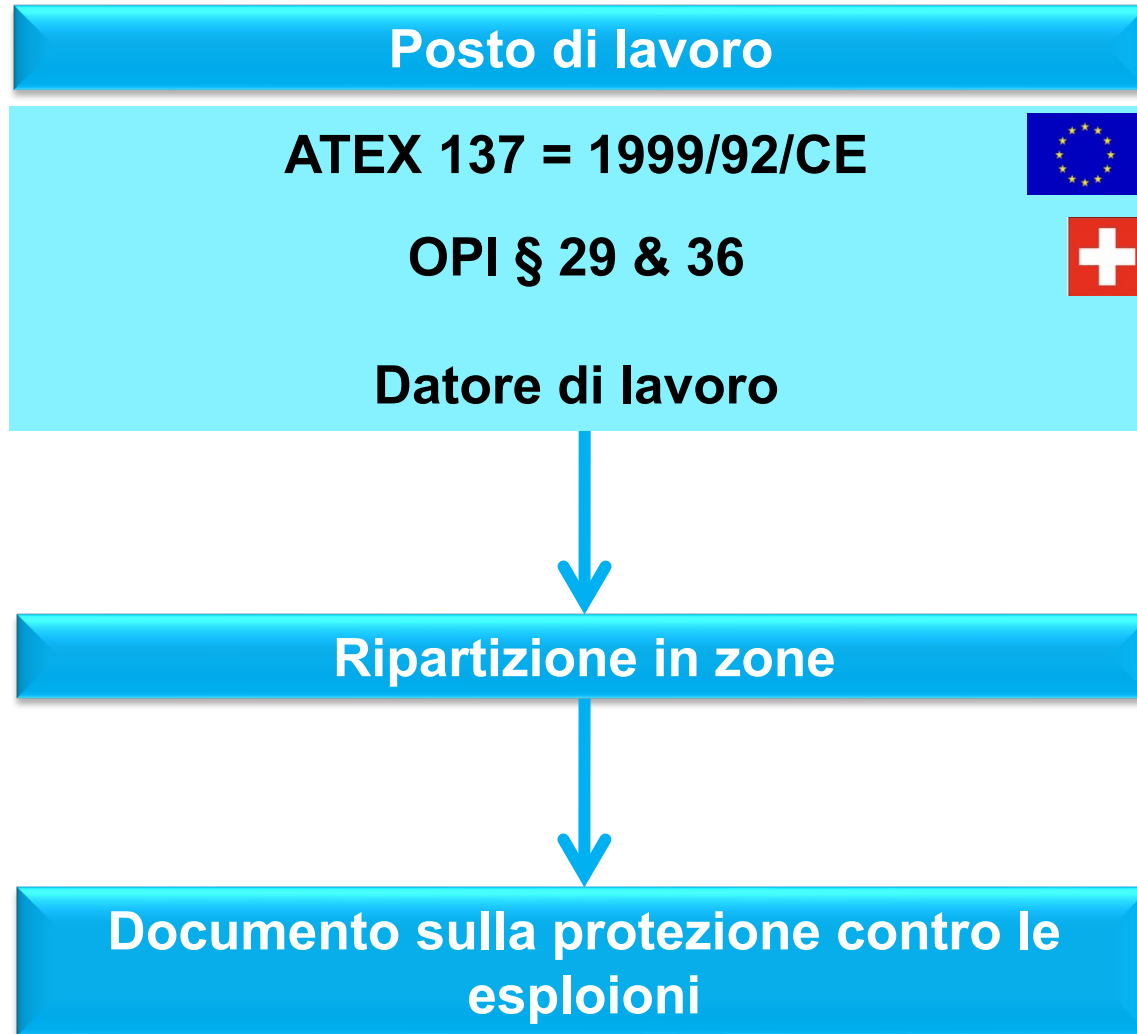 Posto di lavoro
ATEX 137 = 1999/92/CE
OPI § 29 & 36
Datore di lavoro
Ripartizione in zone
Documento sulla protezione contro le
esploioni